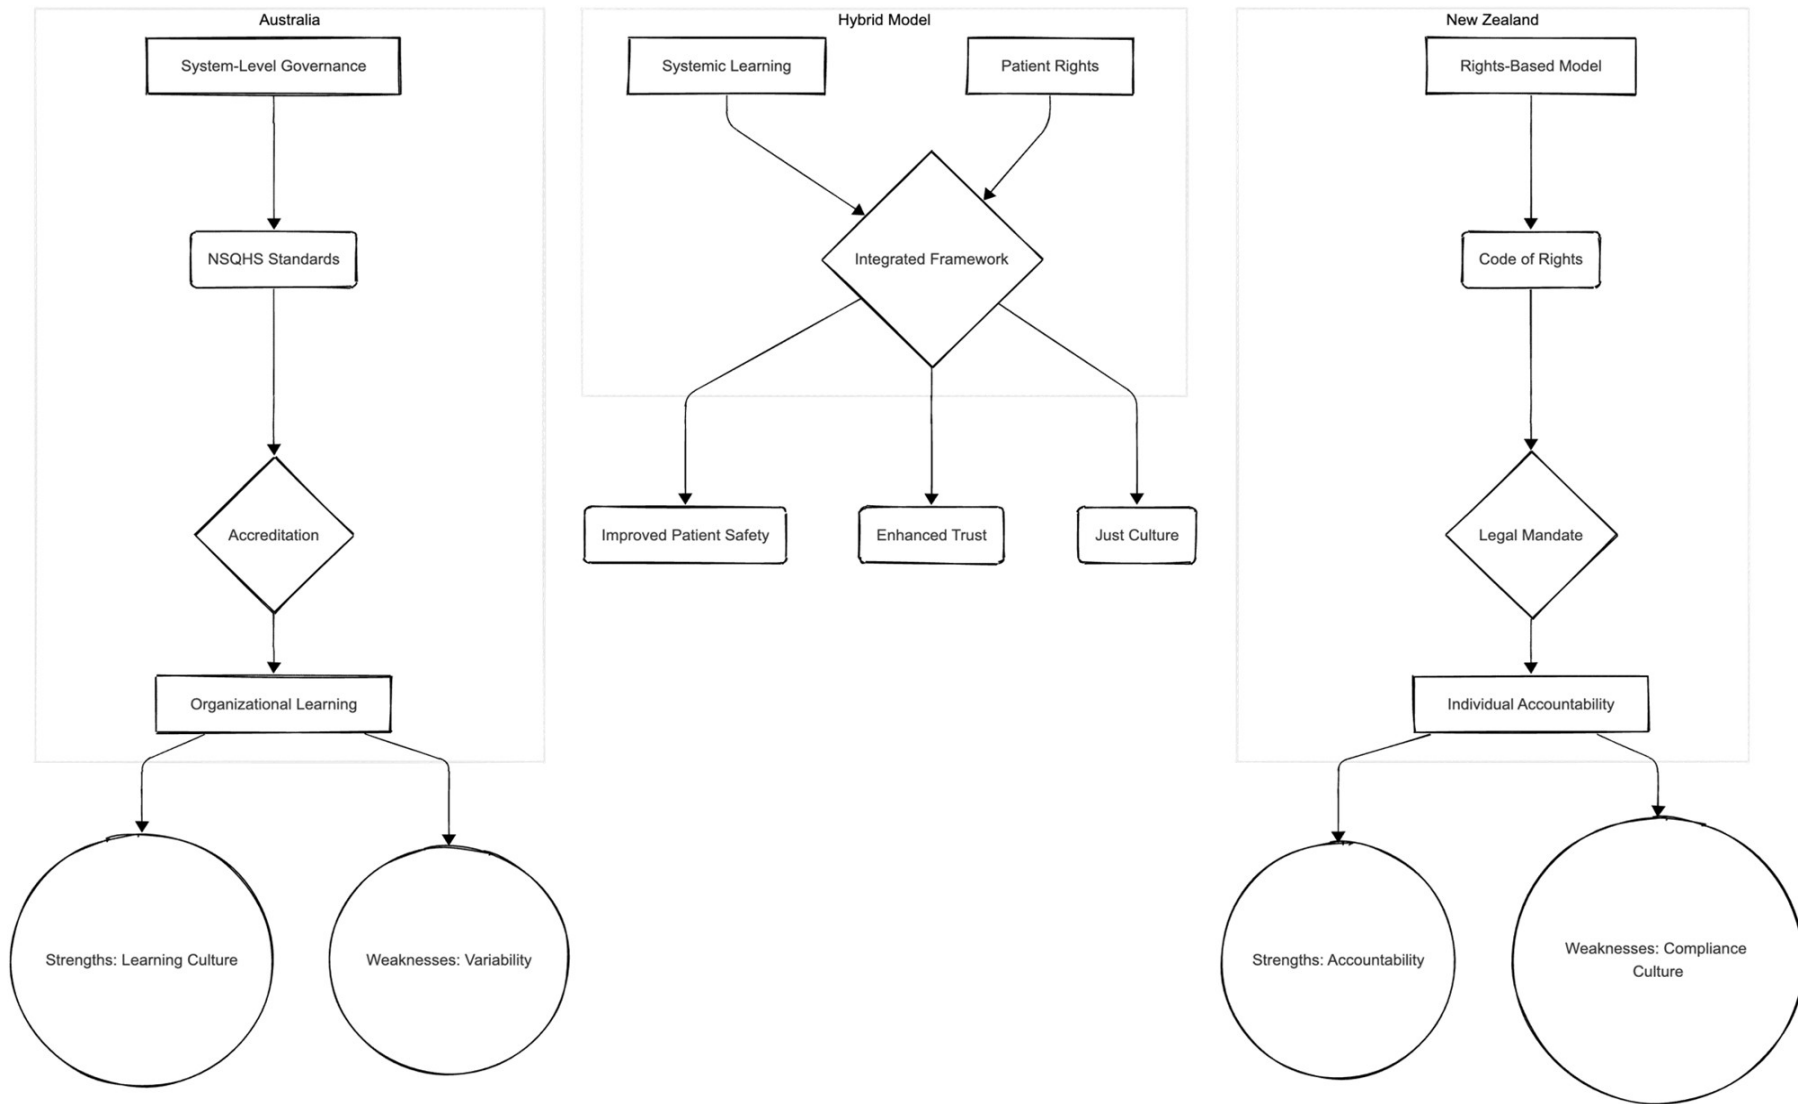 Australia
System-Level Governance
NSQHS Standards
Accreditation
Organizational Learning
Strengths: Learning Culture
Weaknesses: Variability
Hybrid Model
Systemic Learning
Patient Rights
Integrated Framework
Improved Patient Safety
Enhanced Trust
Just Culture
New Zealand
Rights-Based Model
Code of Rights
Legal Mandate
Individual Accountability
Strengths: Accountability
Weaknesses: Compliance
Culture